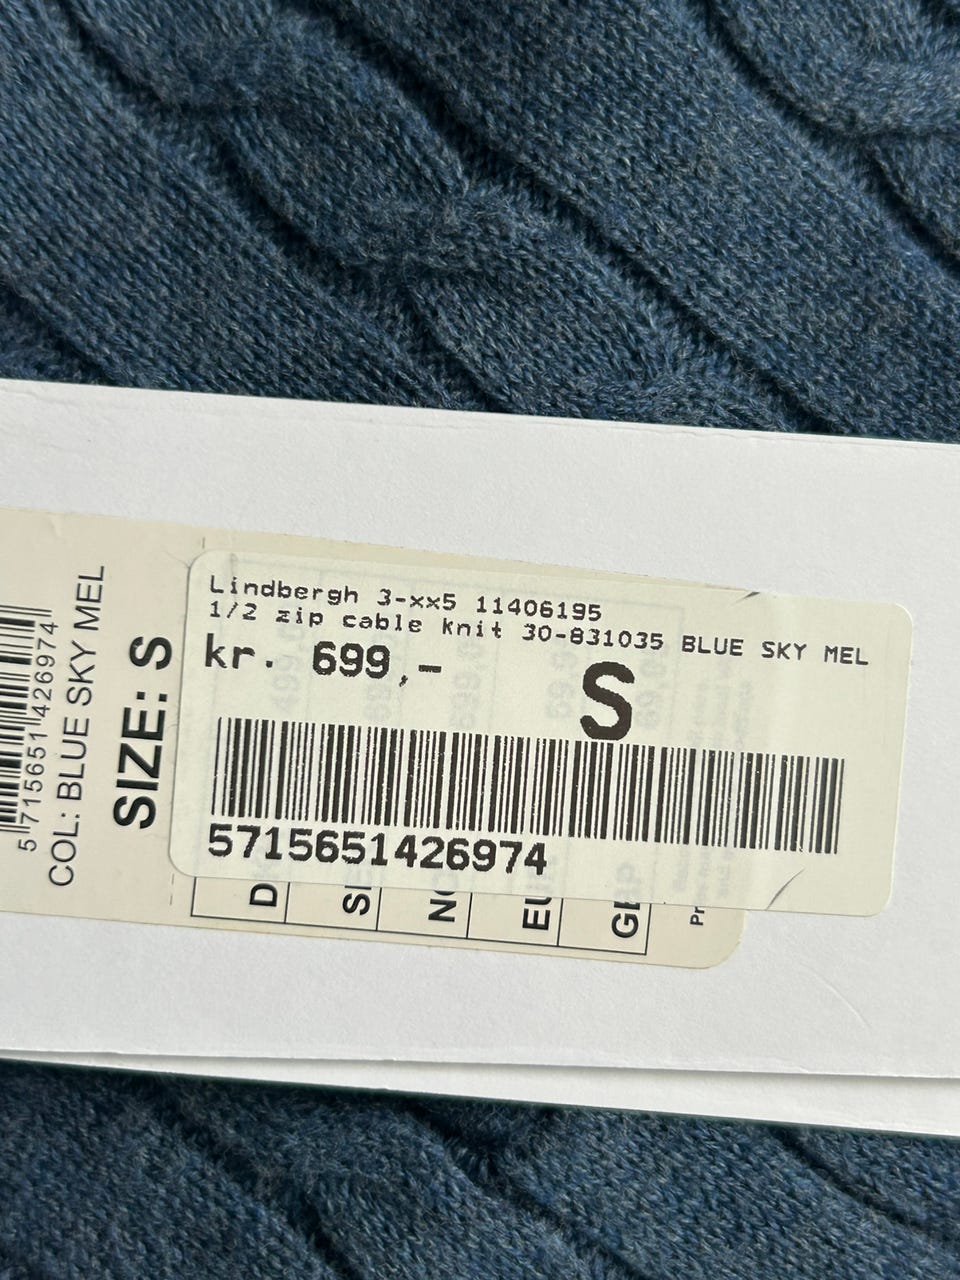 5715651426974
COL: BLUE SKY MEL
SIZE: S
Lindbergh 3-xx5 11406195
1/2 zip cable knit 30-831035 BLUE SKY MEL
kr. 699,-
S
5715651426974